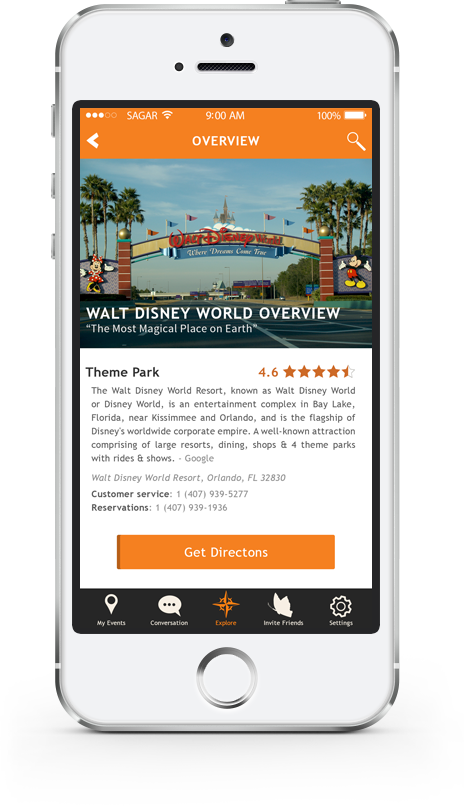 SAGAR 9:00 AM 100%
OVERVIEW
Walt Disney World
Where Dreams Come True
WALT DISNEY WORLD OVERVIEW
“The Most Magical Place on Earth”
Theme Park 4.6
The Walt Disney World Resort, known as Walt Disney World
or Disney World, is an entertainment complex in Bay Lake,
Florida, near Kissimmee and Orlando, and is the flagship of
Disney's worldwide corporate empire. A well-known attraction
comprising of large resorts, dining, shops & 4 theme parks
with rides & shows. - Google
Walt Disney World Resort, Orlando, FL 32830
Customer service: 1 (407) 939-5277
Reservations: 1 (407) 939-1936
Get Directons
My Events Conversation Explore Invite Friends Settings